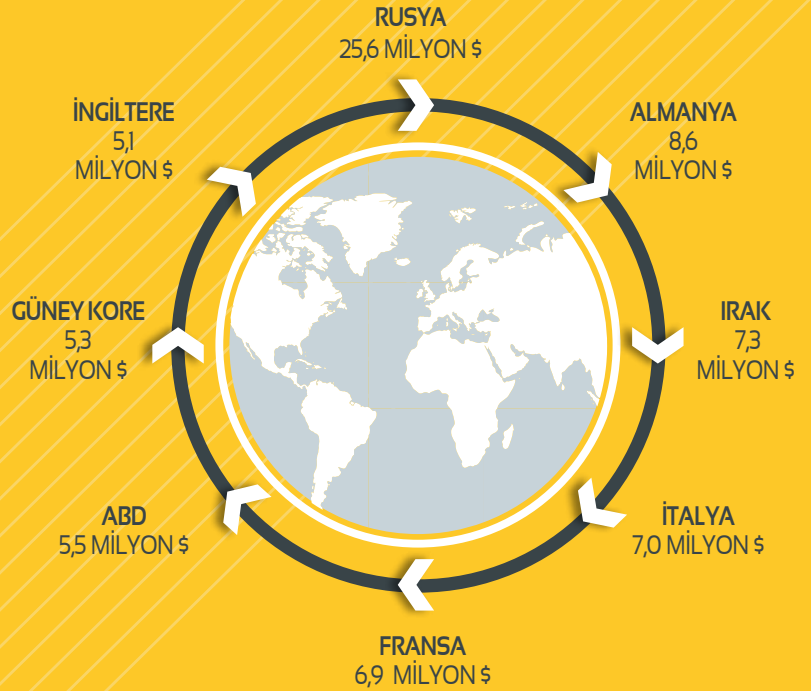 RUSYA
25,6 MİLYON $
ALMANYA
8,6
MİLYON $
IRAK
7,3
MİLYON $
İTALYA
7,0 MİLYON $
FRANSA
6,9 MİLYON $
ABD
5,5 MİLYON $
GÜNEY KORE
5,3
MİLYON $
İNGİLTERE
5,1
MİLYON $